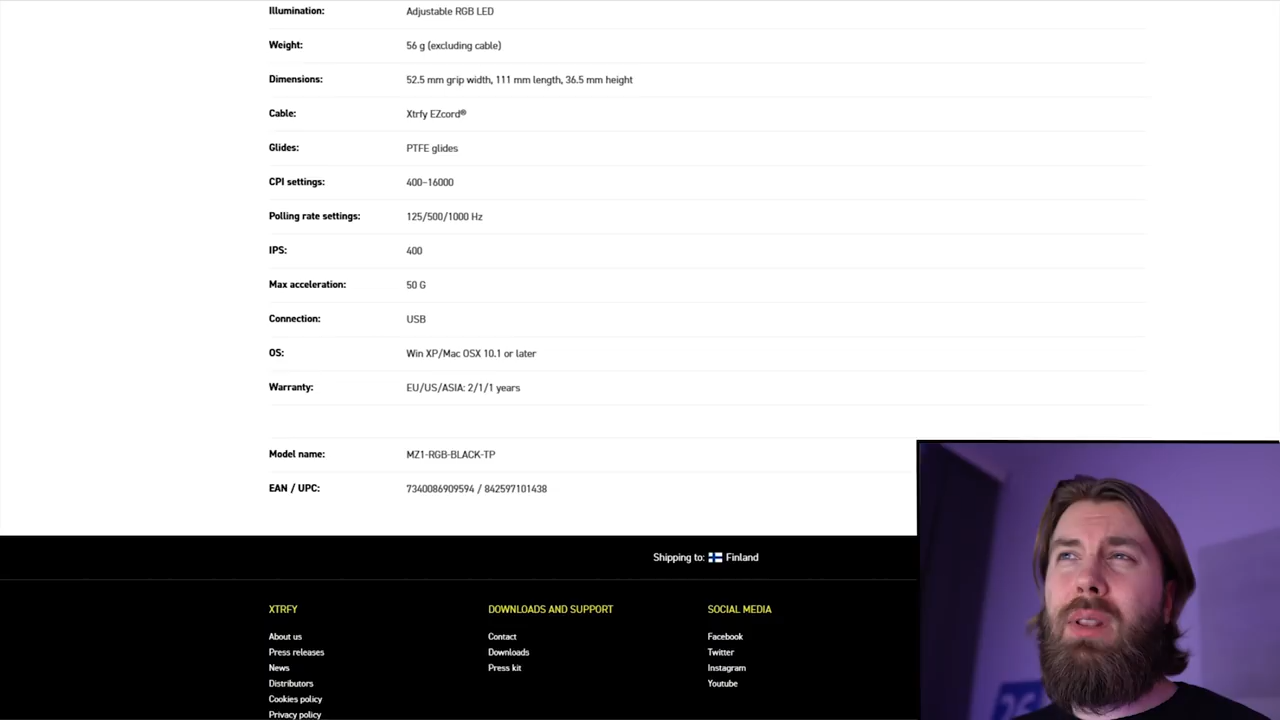 Illumination: Adjustable RGB LED
Weight: 56 g (excluding cable)
Dimensions: 52.5 mm grip width, 111 mm length, 36.5 mm height
Cable: Xtrfy EZcord®
Glides: PTFE glides
CPI settings: 400–16000
Polling rate settings: 125/500/1000 Hz
IPS: 400
Max acceleration: 50 G
Connection: USB
OS: Win XP/Mac OSX 10.1 or later
Warranty: EU/US/ASIA: 2/1/1 years
Model name: MZ1-RGB-BLACK-TP
EAN / UPC: 7340086909594 / 842597101438
Shipping to: Finland
XTRFY
About us
Press releases
News
Distributors
Cookies policy
Privacy policy
DOWNLOADS AND SUPPORT
Contact
Downloads
Press kit
SOCIAL MEDIA
Facebook
Twitter
Instagram
Youtube